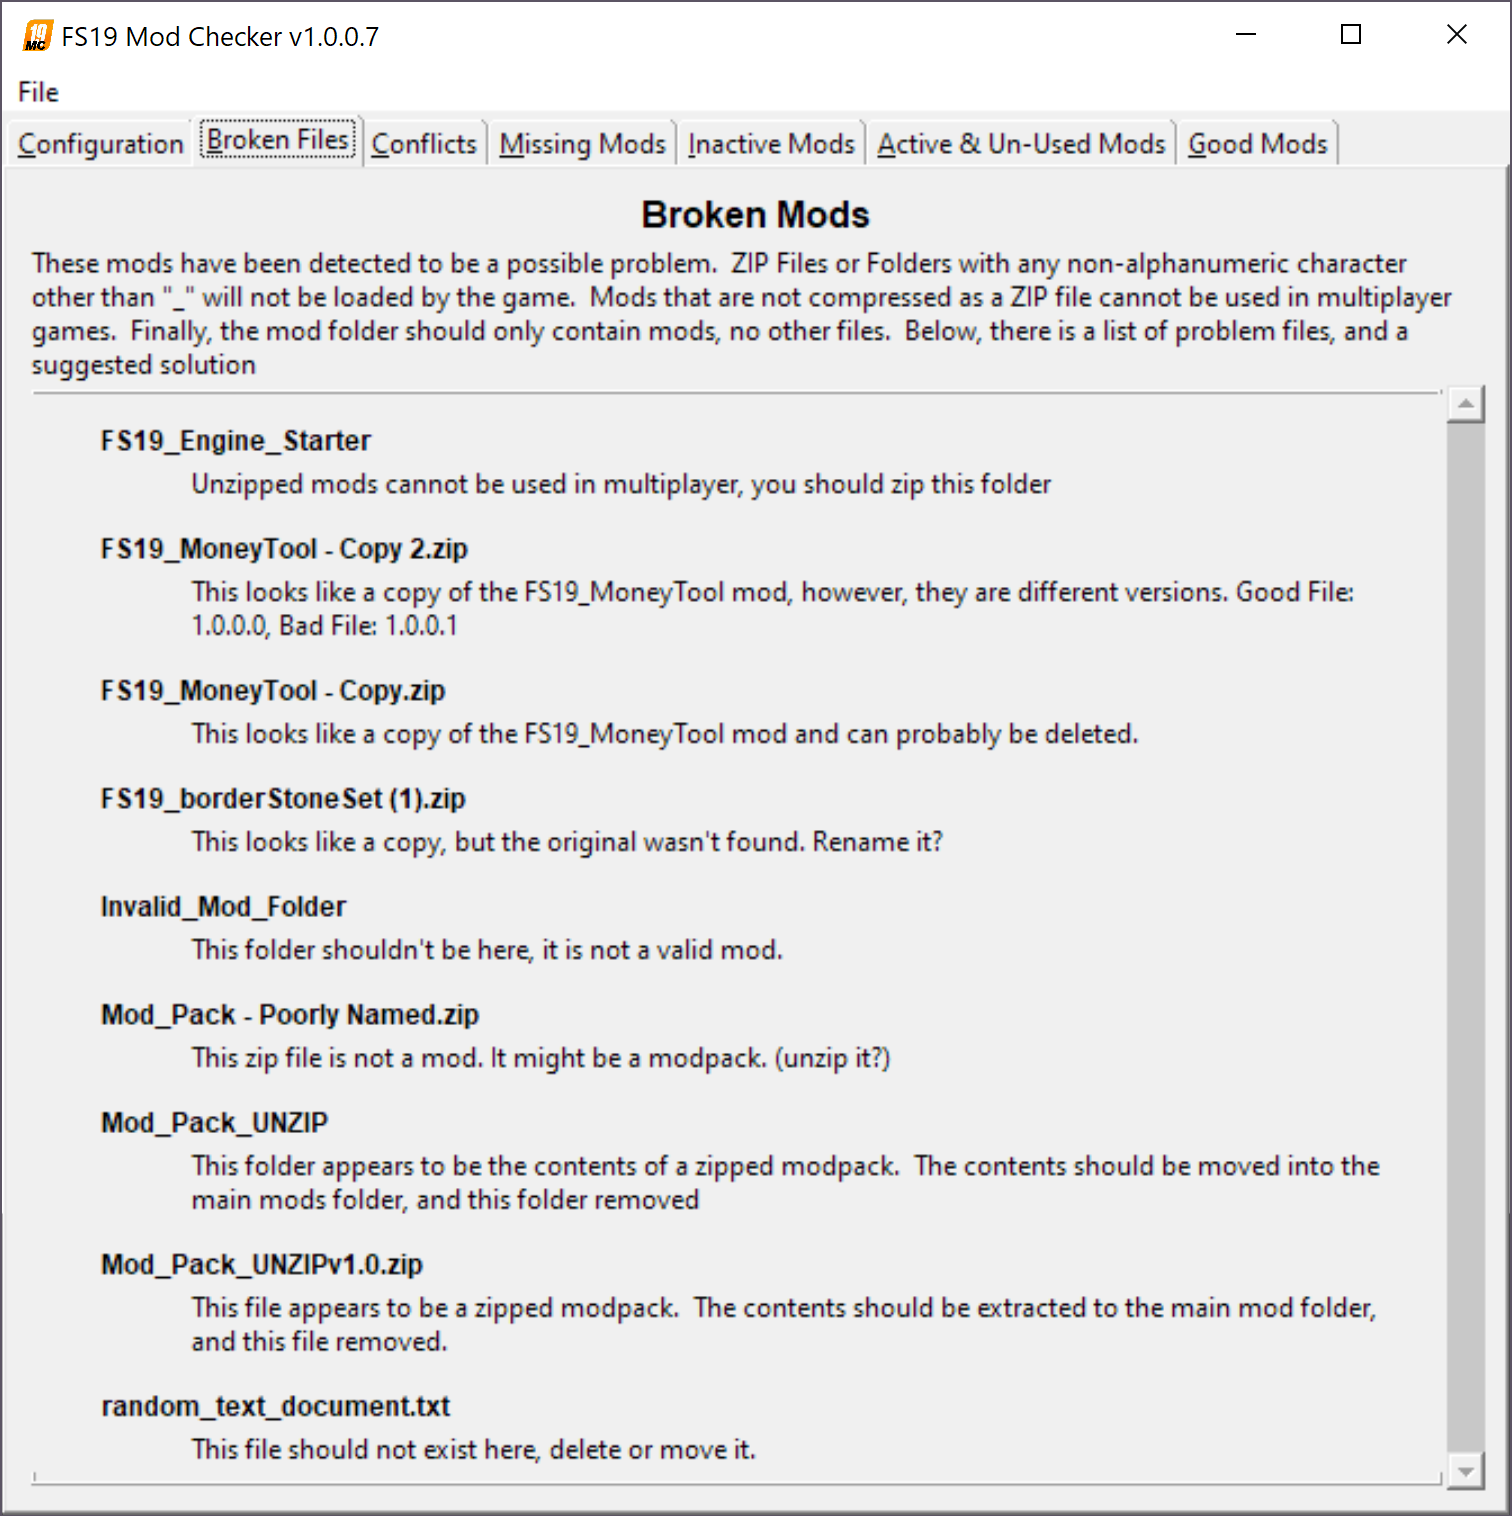 19
MC
FS19 Mod Checker v1.0.0.7
File
Configuration Broken Files Conflicts Missing Mods Inactive Mods Active & Un-Used Mods Good Mods
Broken Mods
These mods have been detected to be a possible problem.  ZIP Files or Folders with any non-alphanumeric character
other than "_" will not be loaded by the game.  Mods that are not compressed as a ZIP file cannot be used in multiplayer
games.  Finally, the mod folder should only contain mods, no other files.  Below, there is a list of problem files, and a
suggested solution
FS19_Engine_Starter
Unzipped mods cannot be used in multiplayer, you should zip this folder
FS19_MoneyTool - Copy 2.zip
This looks like a copy of the FS19_MoneyTool mod, however, they are different versions. Good File:
1.0.0.0, Bad File: 1.0.0.1
FS19_MoneyTool - Copy.zip
This looks like a copy of the FS19_MoneyTool mod and can probably be deleted.
FS19_borderStoneSet (1).zip
This looks like a copy, but the original wasn't found. Rename it?
Invalid_Mod_Folder
This folder shouldn't be here, it is not a valid mod.
Mod_Pack - Poorly Named.zip
This zip file is not a mod. It might be a modpack. (unzip it?)
Mod_Pack_UNZIP
This folder appears to be the contents of a zipped modpack.  The contents should be moved into the
main mods folder, and this folder removed
Mod_Pack_UNZIPv1.0.zip
This file appears to be a zipped modpack.  The contents should be extracted to the main mod folder,
and this file removed.
random_text_document.txt
This file should not exist here, delete or move it.